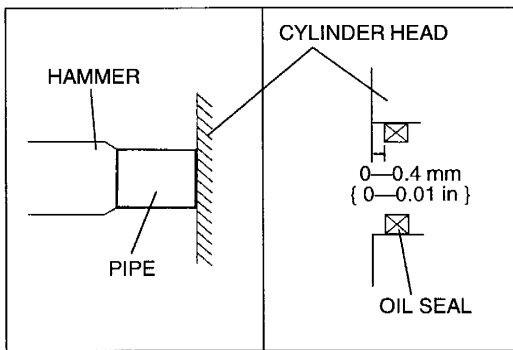 CYLINDER HEAD
HAMMER
PIPE
0—0.4 mm
{ 0—0.01 in }
OIL SEAL